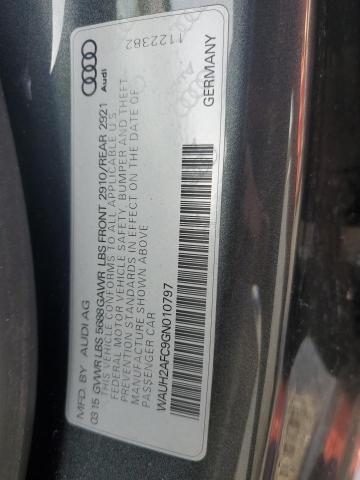 MFD. BY AUDI AG
03.15 GVWR LBS 5688 GAWR LBS FRONT 2910/REAR 2921
THIS VEHICLE CONFORMS TO ALL APPLICABLE U.S.
FEDERAL MOTOR VEHICLE SAFETY, BUMPER AND THEFT
PREVENTION STANDARDS IN EFFECT ON THE DATE OF
MANUFACTURE SHOWN ABOVE
PASSENGER CAR
WAUH2AFC9GN010797
Audi
1122382
GERMANY